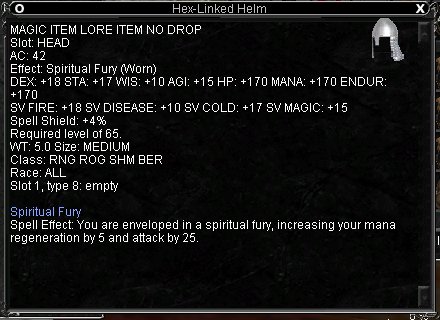 Hex-Linked Helm
MAGIC ITEM LORE ITEM NO DROP
Slot: HEAD
AC: 42
Effect: Spiritual Fury (Worn)
DEX: +18 STA: +17 WIS: +10 AGI: +15 HP: +170 MANA: +170 ENDUR:
+170
SV FIRE: +18 SV DISEASE: +10 SV COLD: +17 SV MAGIC: +15
Spell Shield: +4%
Required level of 65.
WT: 5.0 Size: MEDIUM
Class: RNG ROG SHM BER
Race: ALL
Slot 1, type 8: empty
Spiritual Fury
Spell Effect: You are enveloped in a spiritual fury, increasing your mana
regeneration by 5 and attack by 25.